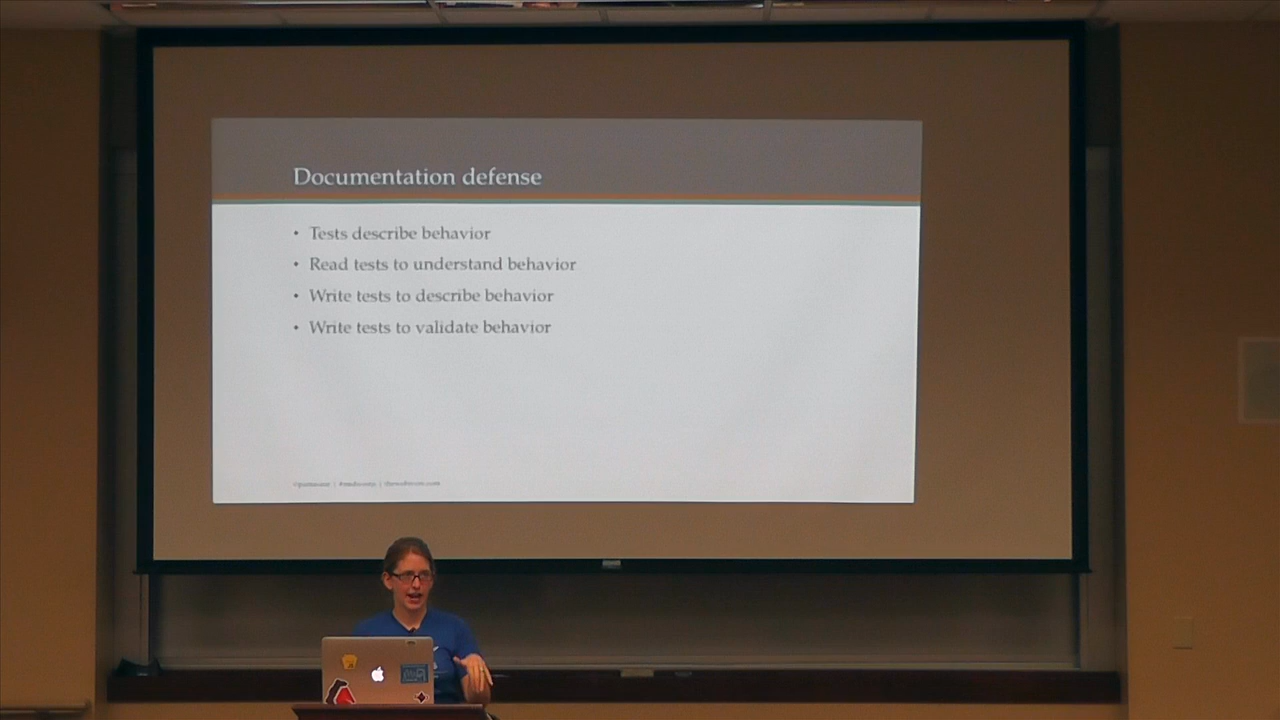 Documentation defense
• Tests describe behavior
• Read tests to understand behavior
• Write tests to describe behavior
• Write tests to validate behavior